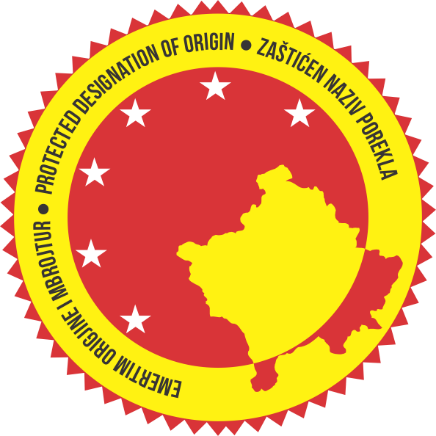 EMERTIM ORIGJINE I MBROJTUR ● PROTECTED DESIGNATION OF ORIGIN ● ZAŠTIĆEN NAZIV POREKLA